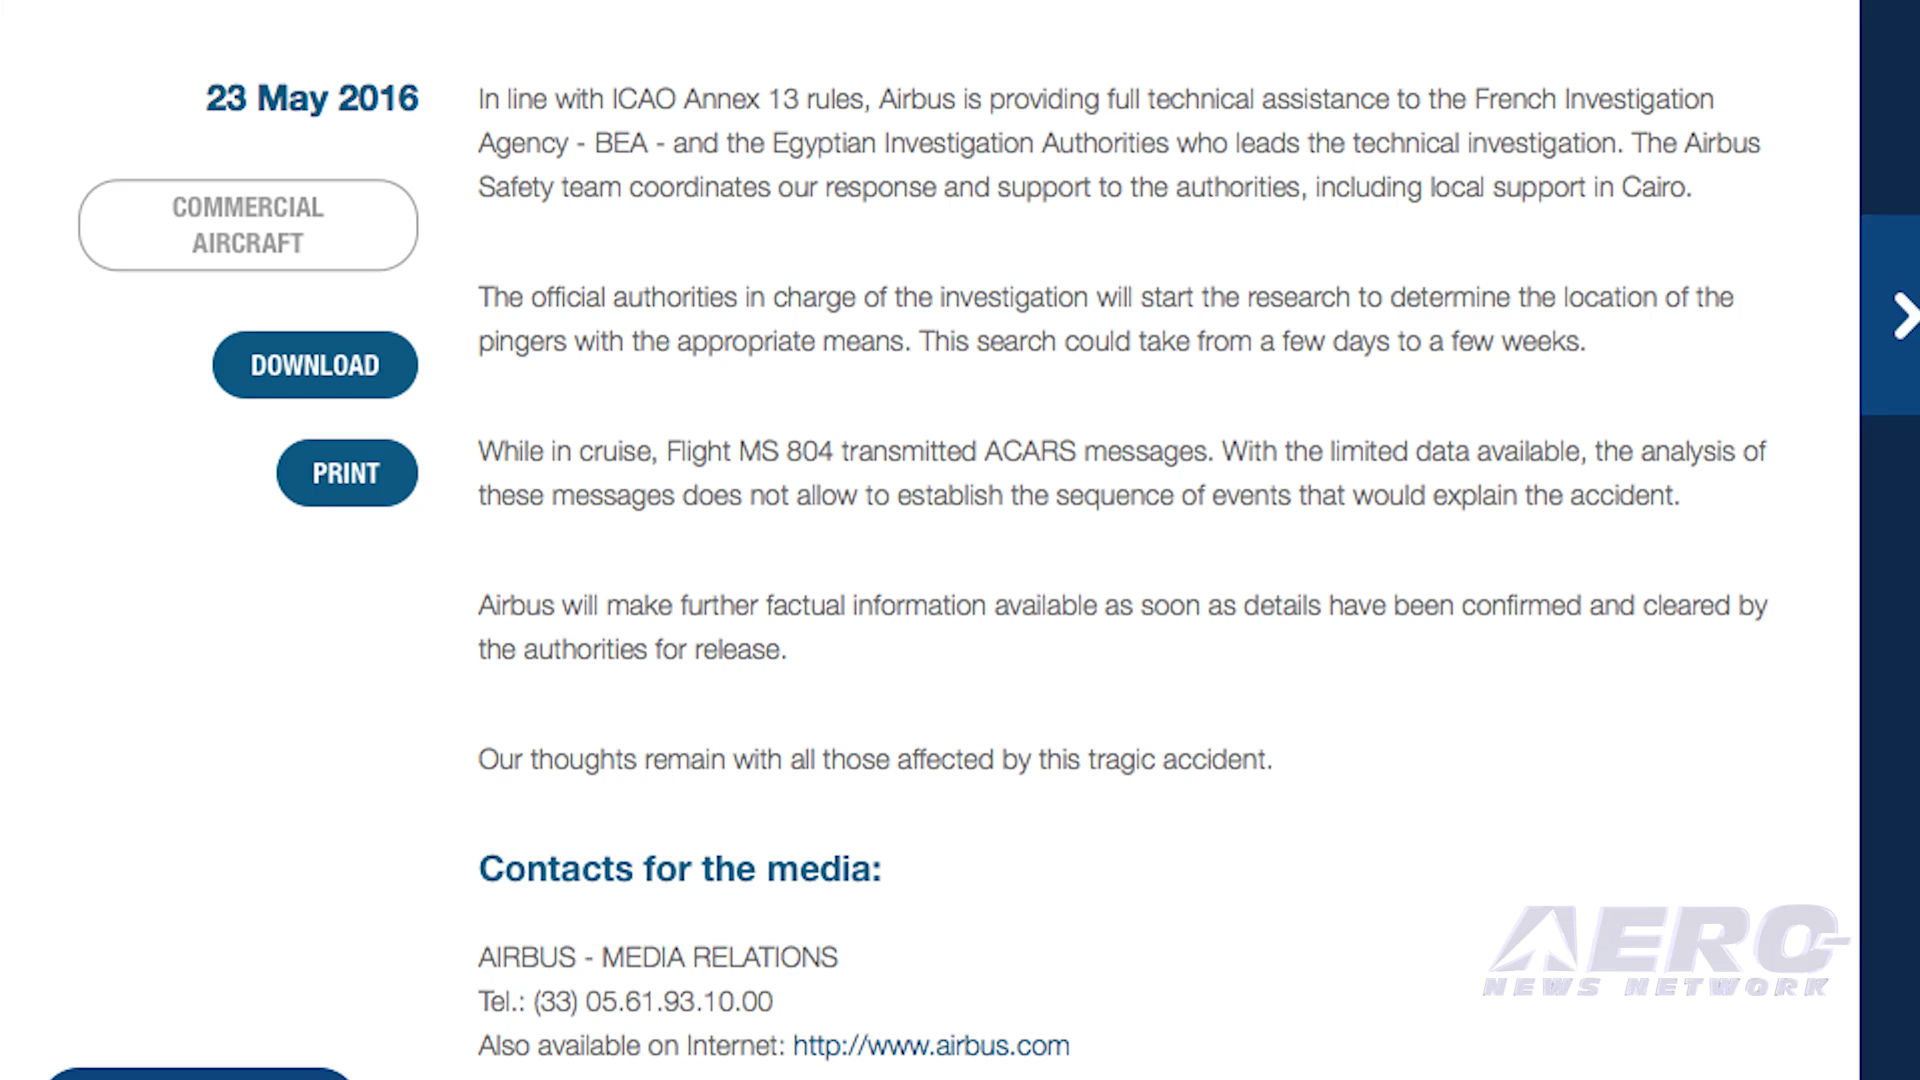 23 May 2016
COMMERCIAL
AIRCRAFT
DOWNLOAD
PRINT
In line with ICAO Annex 13 rules, Airbus is providing full technical assistance to the French Investigation
Agency - BEA - and the Egyptian Investigation Authorities who leads the technical investigation. The Airbus
Safety team coordinates our response and support to the authorities, including local support in Cairo.
The official authorities in charge of the investigation will start the research to determine the location of the
pingers with the appropriate means. This search could take from a few days to a few weeks.
While in cruise, Flight MS 804 transmitted ACARS messages. With the limited data available, the analysis of
these messages does not allow to establish the sequence of events that would explain the accident.
Airbus will make further factual information available as soon as details have been confirmed and cleared by
the authorities for release.
Our thoughts remain with all those affected by this tragic accident.
Contacts for the media:
AIRBUS - MEDIA RELATIONS
Tel.: (33) 05.61.93.10.00
Also available on Internet: http://www.airbus.com
AERO-
NEWS NETWORK